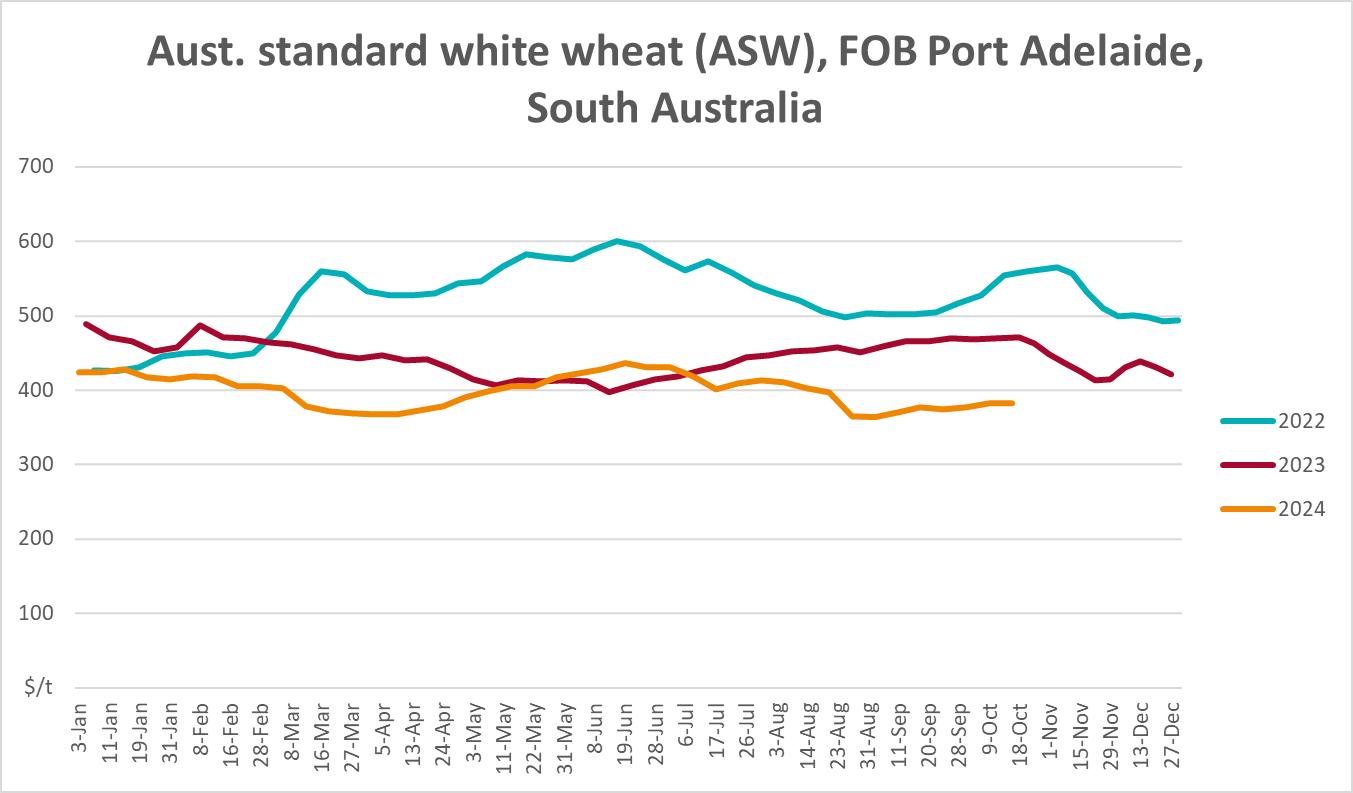 Aust. standard white wheat (ASW), FOB Port Adelaide,
South Australia
700
600
500
400
300
200
100
$/t
3-Jan
11-Jan
19-Jan
31-Jan
8-Feb
16-Feb
28-Feb
8-Mar
16-Mar
27-Mar
5-Apr
13-Apr
24-Apr
3-May
11-May
22-May
31-May
8-Jun
19-Jun
28-Jun
6-Jul
17-Jul
26-Jul
3-Aug
14-Aug
23-Aug
31-Aug
11-Sep
20-Sep
28-Sep
9-Oct
18-Oct
1-Nov
15-Nov
29-Nov
13-Dec
27-Dec
2022
2023
2024